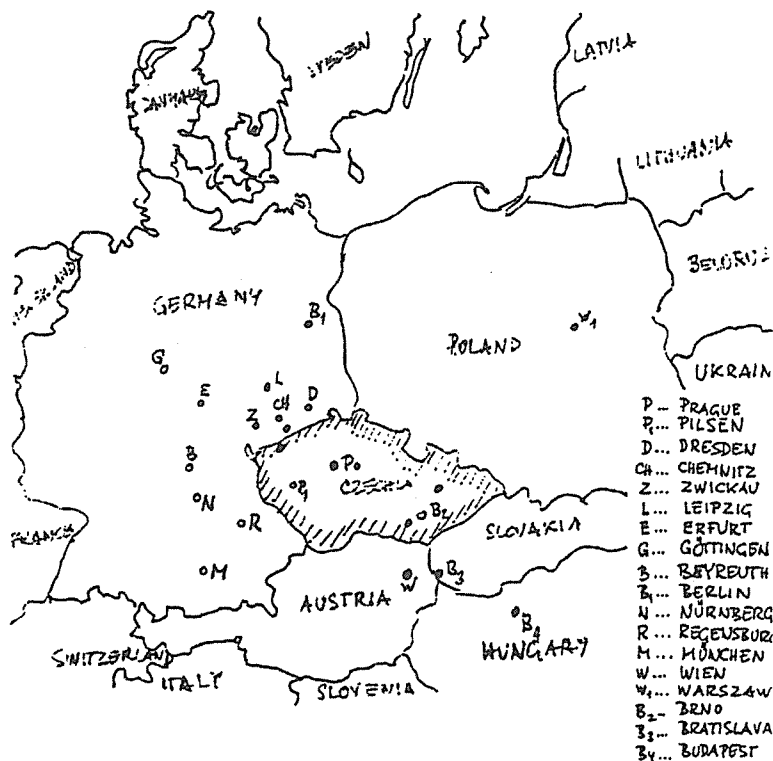 SWEDEN
LATVIA
LITHUANIA
GERMANY
B₁
W₁
POLAND
G
UKRAIN
L
E
CH
D
Z
B
P
P₁
CZECHIA
N
B₂
R
SLOVAKIA
FRANCE
M
W
B₃
AUSTRIA
B₄
HUNGARY
SWITZERLAND
ITALY
SLOVENIA
P ... PRAGUE
P₁... PILSEN
D ... DRESDEN
CH... CHEMNITZ
Z ... ZWICKAU
L ... LEIPZIG
E ... ERFURT
G ... GÖTTINGEN
B ... BEYREUTH
B₁... BERLIN
N ... NÜRNBERG
R ... REGENSBURG
M ... MÜNCHEN
W ... WIEN
W₁... WARSZAW
B₂- BRNO
B₃... BRATISLAVA
B4... BUDAPEST